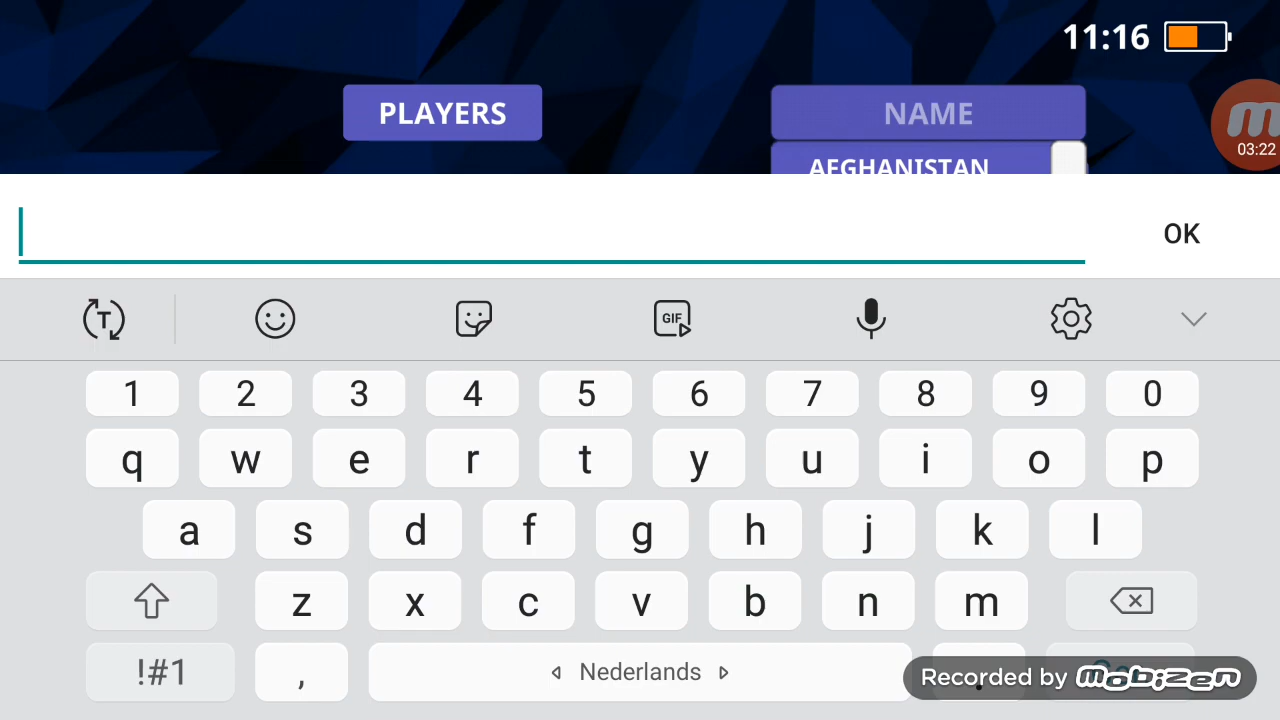 11:16
PLAYERS
NAME
AFGHANISTAN
03:22
OK
T
GIF
1 2 3 4 5 6 7 8 9 0
q w e r t y u i o p
a s d f g h j k l
z x c v b n m
!#1 , Nederlands .
Recorded by mobizen